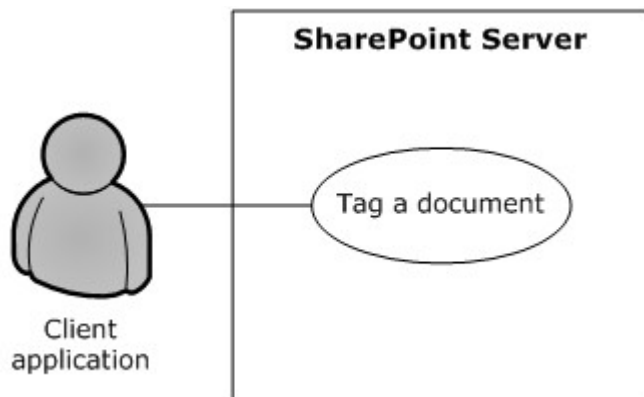 SharePoint Server
Tag a document
Client
application